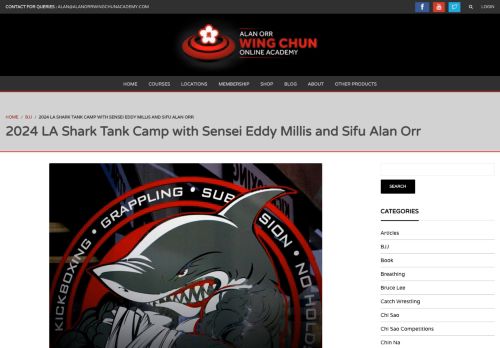 CONTACT FOR QUERIES : ALAN@ALANORRWINGCHUNACADEMY.COM
LOGIN
ALAN ORR
WING CHUN
ONLINE ACADEMY
HOME COURSES LOCATIONS MEMBERSHIP SHOP BLOG ABOUT OTHER PRODUCTS
HOME / BJJ / 2024 LA SHARK TANK CAMP WITH SENSEI EDDY MILLIS AND SIFU ALAN ORR
2024 LA Shark Tank Camp with Sensei Eddy Millis and Sifu Alan Orr
KICKBOXING • GRAPPLING • SUBMISSION • NO HOLDS
SEARCH
CATEGORIES
Articles
BJJ
Book
Breathing
Bruce Lee
Catch Wrestling
Chi Sao
Chi Sao Competitions
Chin Na